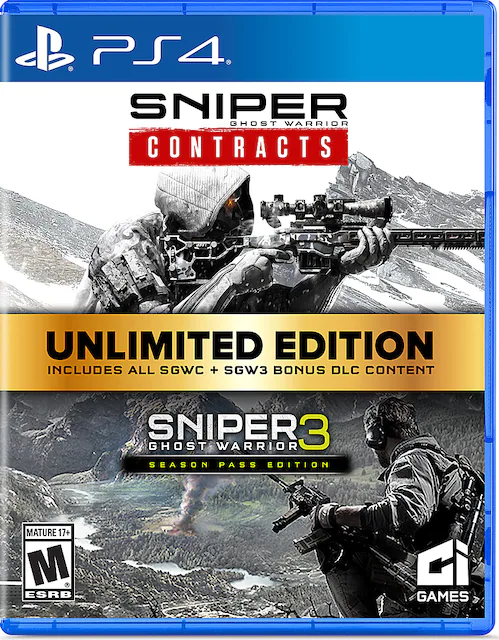 PS4
SNIPER
GHOST WARRIOR
CONTRACTS
UNLIMITED EDITION
INCLUDES ALL SGWC + SGW3 BONUS DLC CONTENT
SNIPER 3
GHOST WARRIOR
SEASON PASS EDITION
MATURE 17+
M
ESRB
CI
GAMES